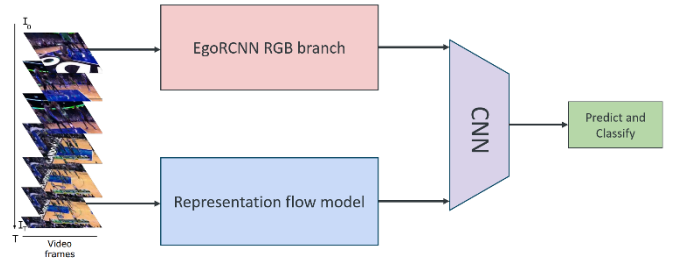 I0
EgoRCNN RGB branch
CNN
Predict and
Classify
Representation flow model
IT
T
Video
frames